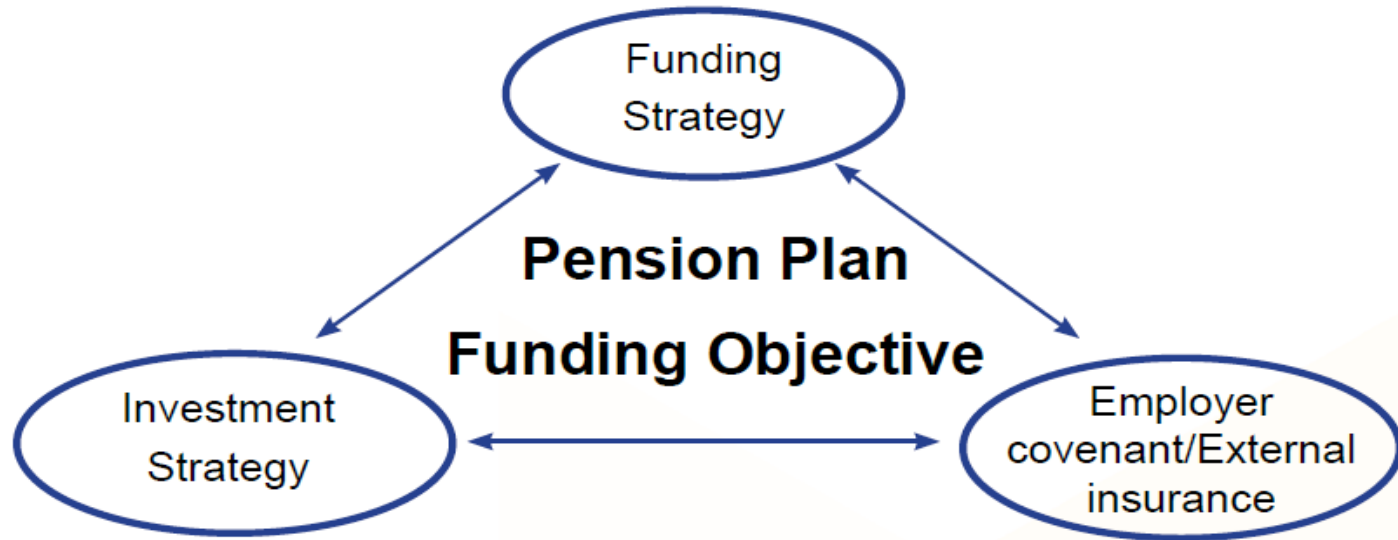 Funding
Strategy
Pension Plan
Funding Objective
Investment
Strategy
Employer
covenant/External
insurance